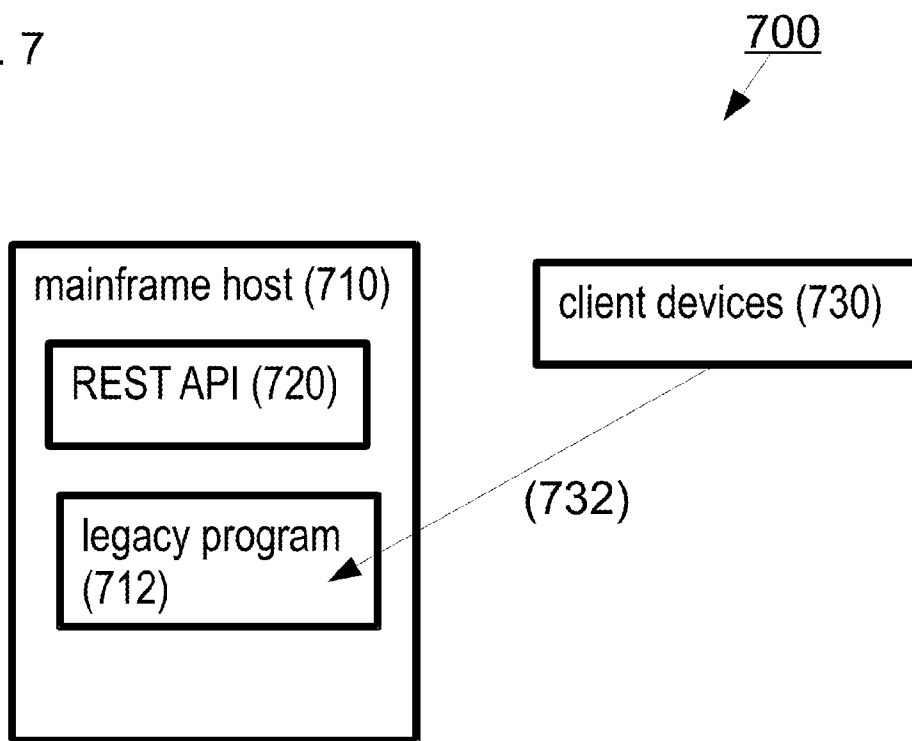 . 7
700
mainframe host (710)
client devices (730)
REST API (720)
(732)
legacy program
(712)